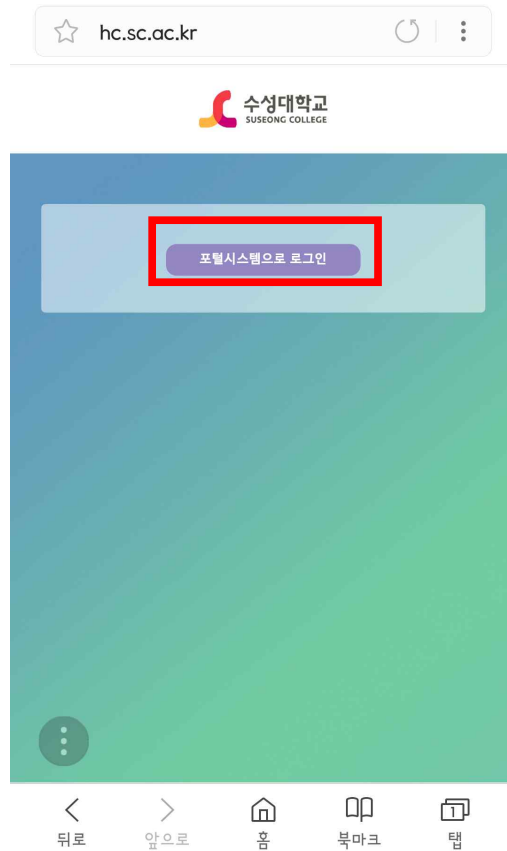 hc.sc.ac.kr
수성대학교
SUSEONG COLLEGE
포털시스템으로 로그인
1
뒤로 앞으로 홈 북마크 탭